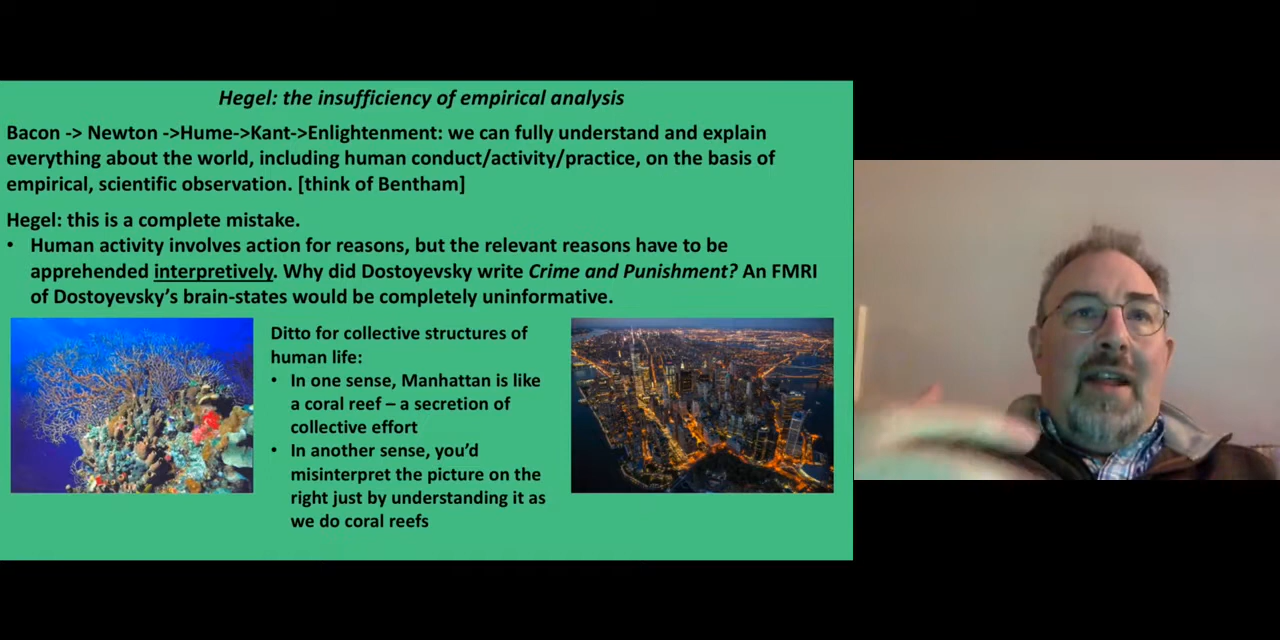 Hegel: the insufficiency of empirical analysis
Bacon -> Newton ->Hume->Kant->Enlightenment: we can fully understand and explain
everything about the world, including human conduct/activity/practice, on the basis of
empirical, scientific observation. [think of Bentham]
Hegel: this is a complete mistake.
• Human activity involves action for reasons, but the relevant reasons have to be
apprehended interpretively. Why did Dostoyevsky write Crime and Punishment? An FMRI
of Dostoyevsky's brain-states would be completely uninformative.
Ditto for collective structures of
human life:
• In one sense, Manhattan is like
a coral reef – a secretion of
collective effort
• In another sense, you'd
misinterpret the picture on the
right just by understanding it as
we do coral reefs